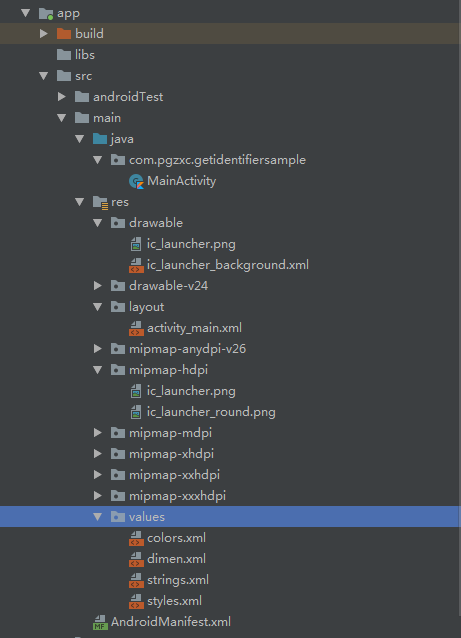 app
build
libs
src
androidTest
main
java
com.pgzxc.getidentifiersample
MainActivity
res
drawable
ic_launcher.png
ic_launcher_background.xml
drawable-v24
layout
activity_main.xml
mipmap-anydpi-v26
mipmap-hdpi
ic_launcher.png
ic_launcher_round.png
mipmap-mdpi
mipmap-xhdpi
mipmap-xxhdpi
mipmap-xxxhdpi
values
colors.xml
dimen.xml
strings.xml
styles.xml
MF AndroidManifest.xml